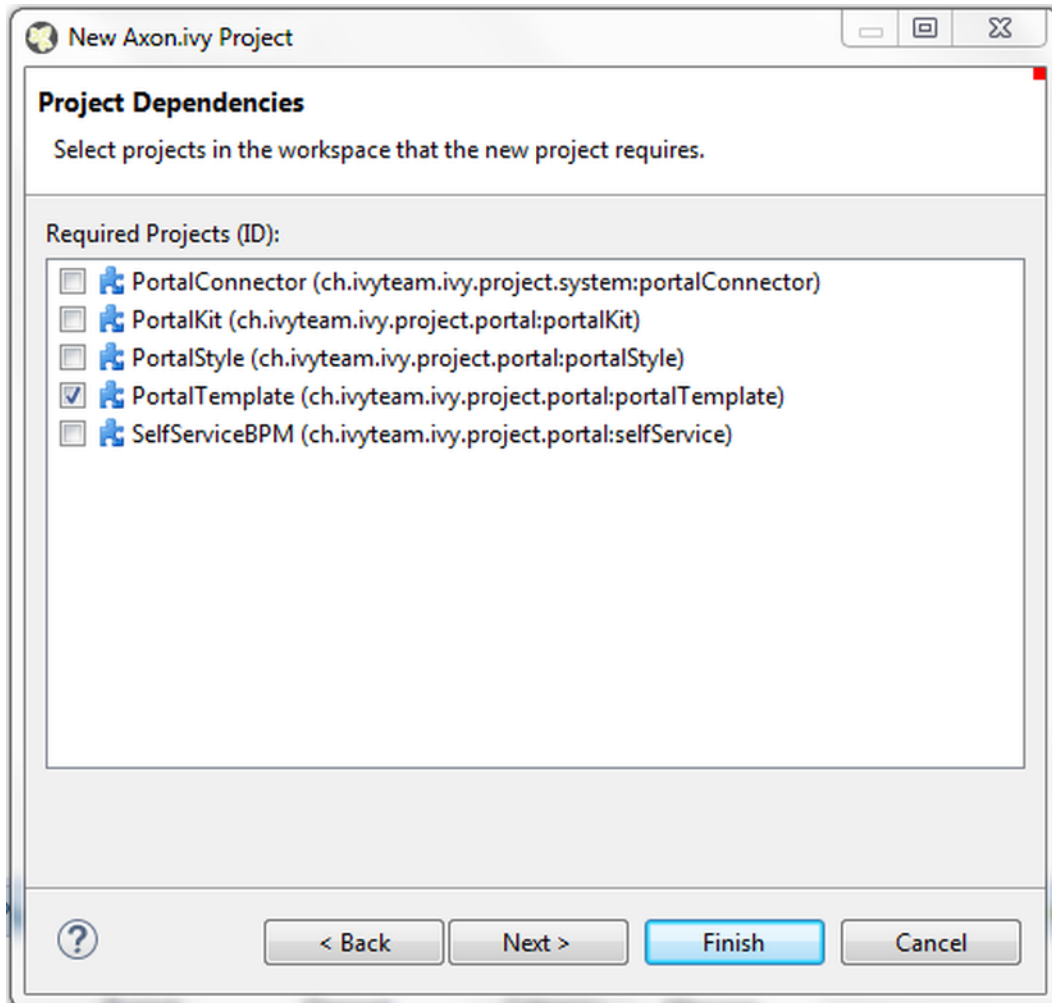 New Axon.ivy Project
Project Dependencies
Select projects in the workspace that the new project requires.
Required Projects (ID):
PortalConnector (ch.ivyteam.ivy.project.system:portalConnector)
PortalKit (ch.ivyteam.ivy.project.portal:portalKit)
PortalStyle (ch.ivyteam.ivy.project.portal:portalStyle)
PortalTemplate (ch.ivyteam.ivy.project.portal:portalTemplate)
SelfServiceBPM (ch.ivyteam.ivy.project.portal:selfService)
? < Back Next > Finish Cancel